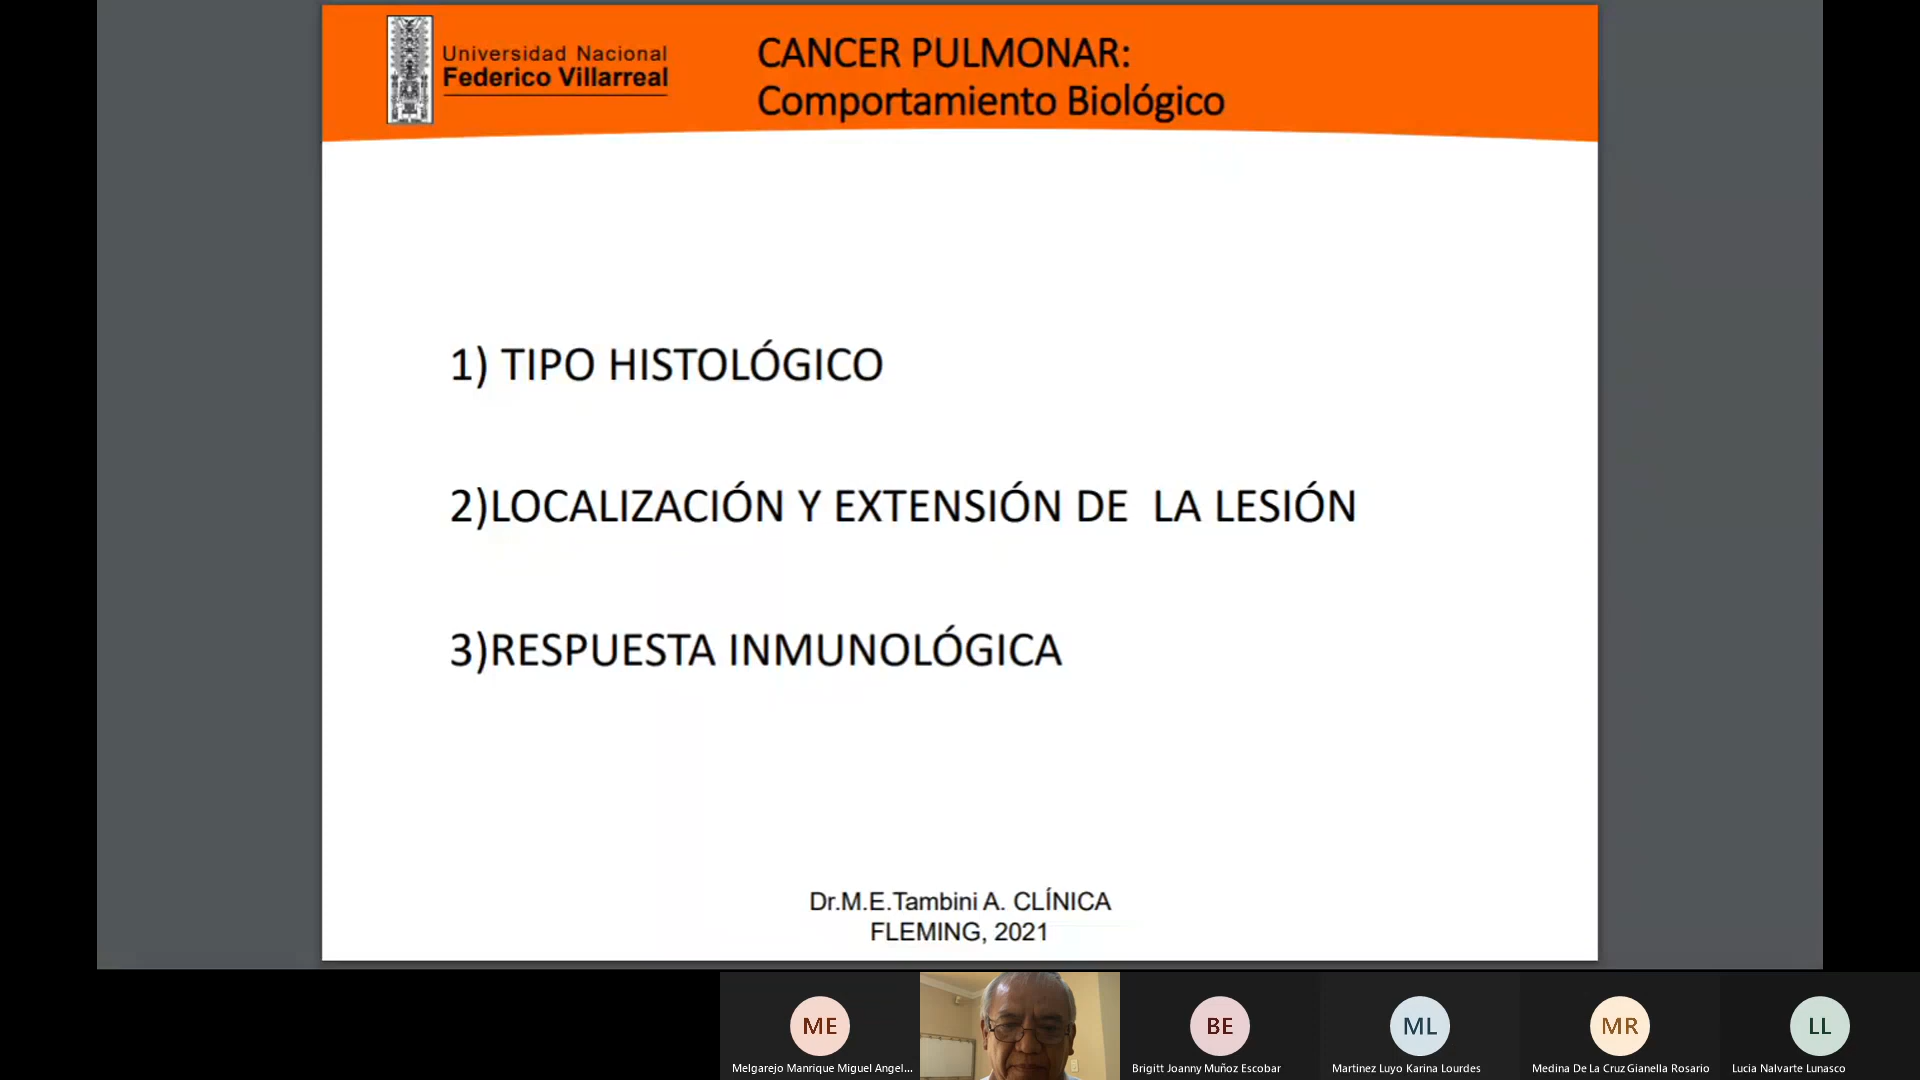 Universidad Nacional
Federico Villarreal
CANCER PULMONAR:
Comportamiento Biológico
1) TIPO HISTOLÓGICO
2)LOCALIZACIÓN Y EXTENSIÓN DE  LA LESIÓN
3)RESPUESTA INMUNOLÓGICA
Dr.M.E.Tambini A. CLÍNICA
FLEMING, 2021
ME
BE
ML
MR
LL
Melgarejo Manrique Miguel Angel...
Brigitt Joanny Muñoz Escobar
Martinez Luyo Karina Lourdes
Medina De La Cruz Gianella Rosario
Lucia Nalvarte Lunasco